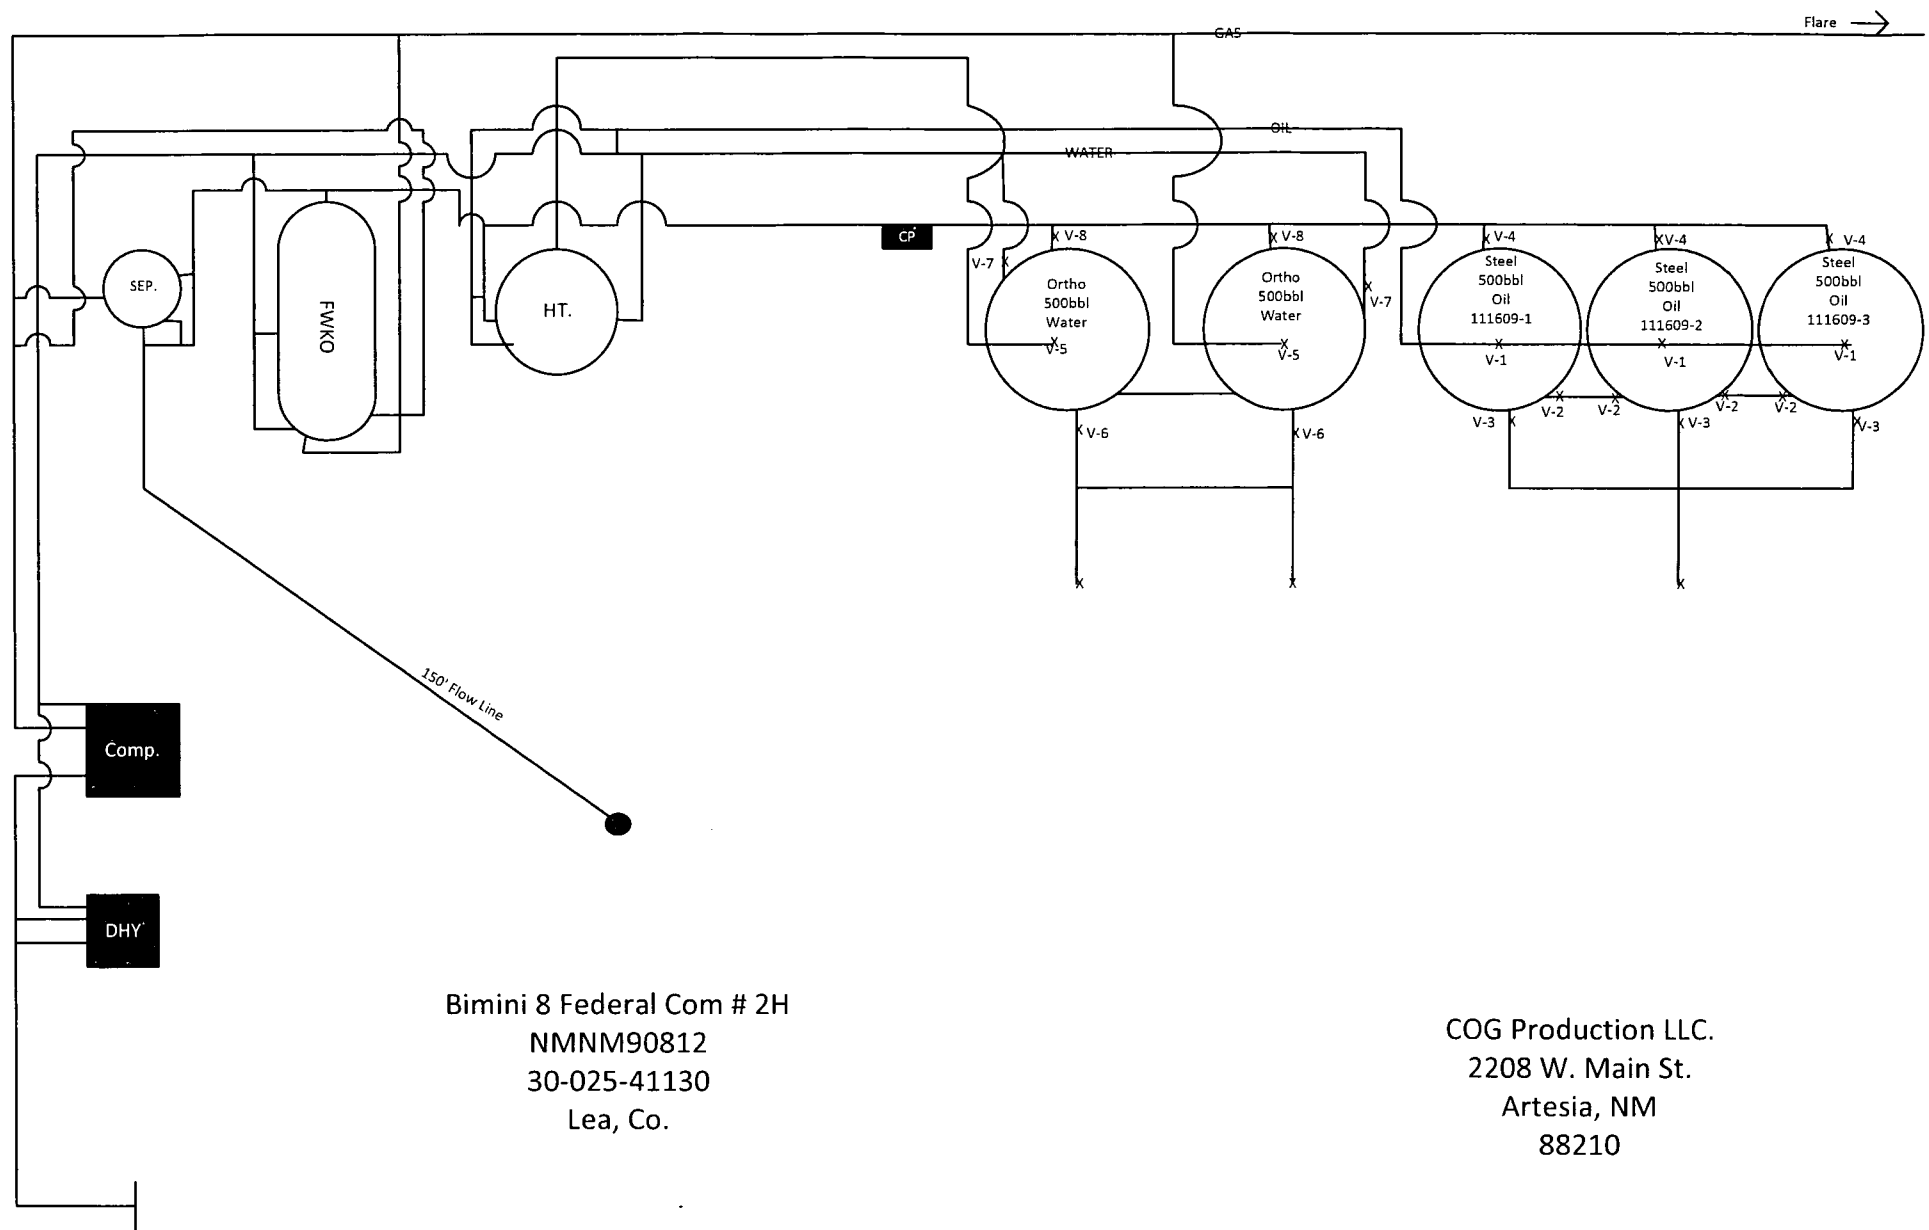 Flare
GAS
OIL
WATER
CP
V-8
V-8
V-4
V-4
V-4
V-7
SEP.
FWKO
HT.
Ortho
500bbl
Water
V-5
Ortho
500bbl
Water
V-5
V-7
Steel
500bbl
Oil
111609-1
V-1
Steel
500bbl
Oil
111609-2
V-1
Steel
500bbl
Oil
111609-3
V-1
V-2
V-2
V-2
V-2
V-6
V-6
V-3
V-3
V-3
150' Flow Line
Comp.
DHY
Bimini 8 Federal Com # 2H
NMNM90812
30-025-41130
Lea, Co.
COG Production LLC.
2208 W. Main St.
Artesia, NM
88210